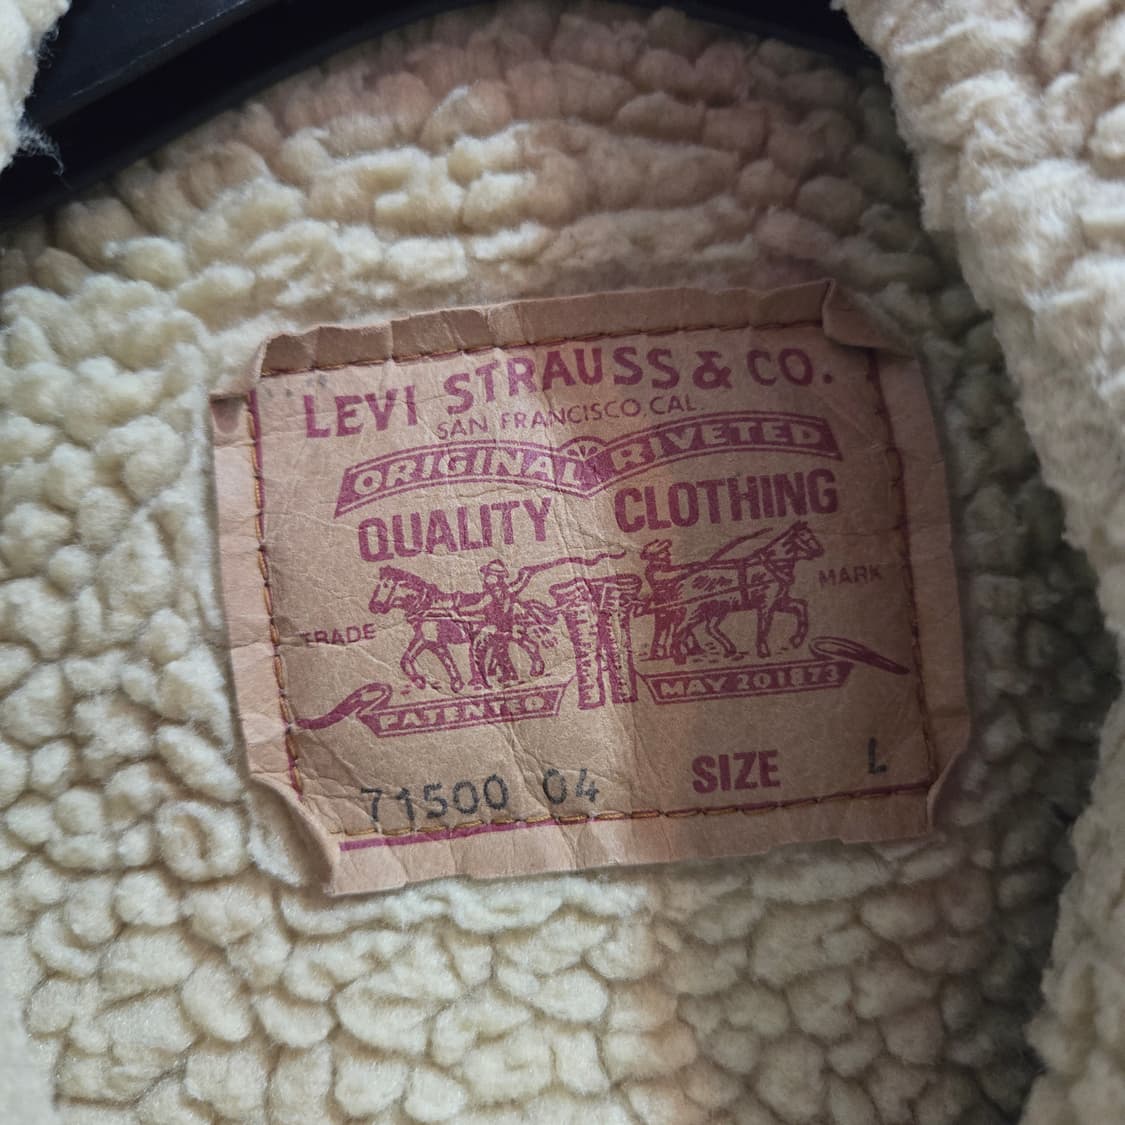 LEVI STRAUSS & CO.
SAN FRANCISCO, CAL.
ORIGINAL RIVETED
QUALITY CLOTHING
TRADE MARK
PATENTED MAY 20 1873
71500 04 SIZE L